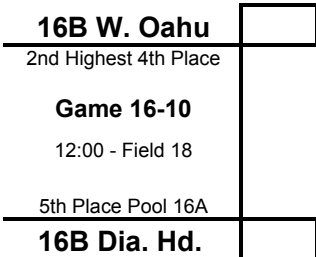 16B W. Oahu
2nd Highest 4th Place
Game 16-10
12:00 - Field 18
5th Place Pool 16A
16B Dia. Hd.